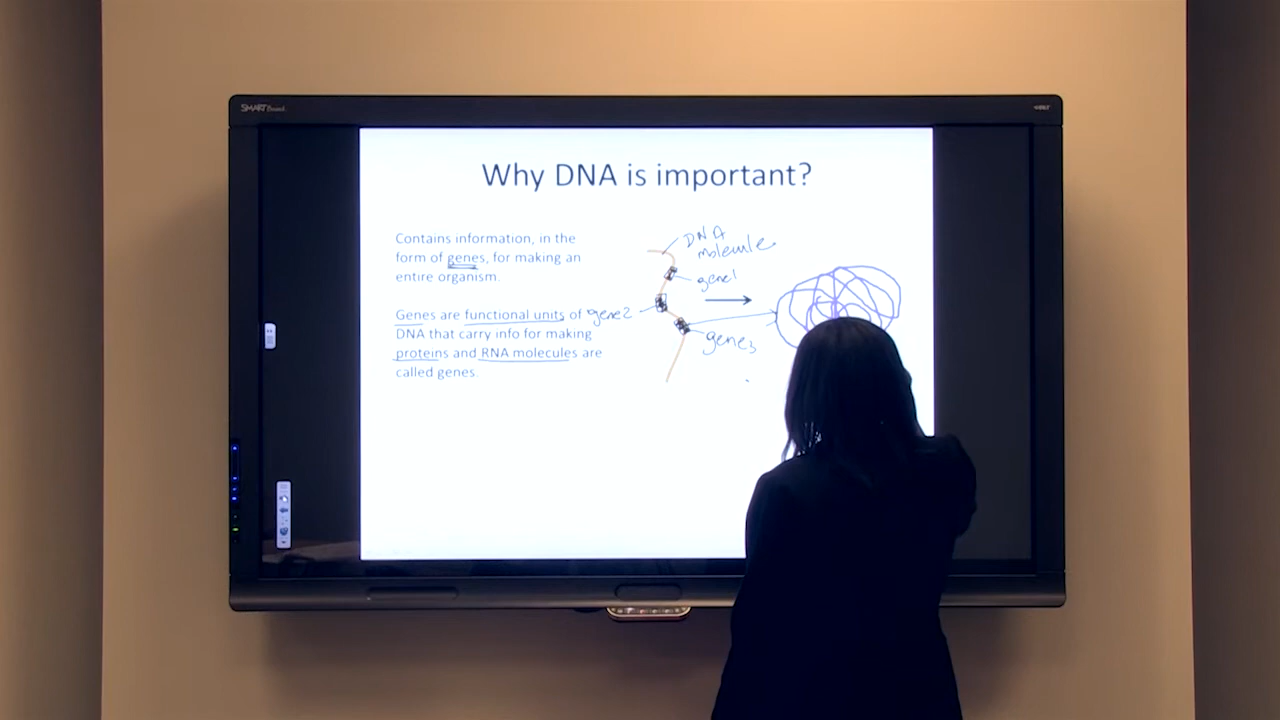 SMART Board
Why DNA is important?
Contains information, in the
form of genes, for making an
entire organism.
Genes are functional units of
DNA that carry info for making
proteins and RNA molecules are
called genes.
DNA
molecule
gene1
gene2
gene3